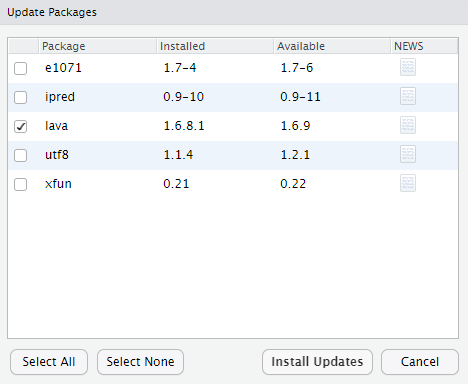 Update Packages
Package Installed Available NEWS
e1071 1.7-4 1.7-6
ipred 0.9-10 0.9-11
lava 1.6.8.1 1.6.9
utf8 1.1.4 1.2.1
xfun 0.21 0.22
Select All Select None Install Updates Cancel